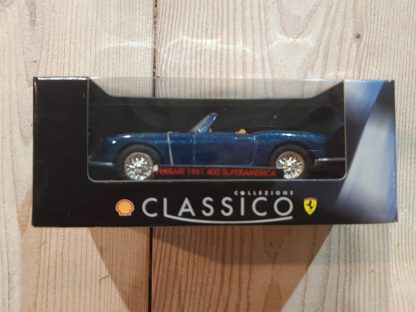 FERRARI 1961 400 SUPERAMERICA
COLLEZIONE
CLASSICO